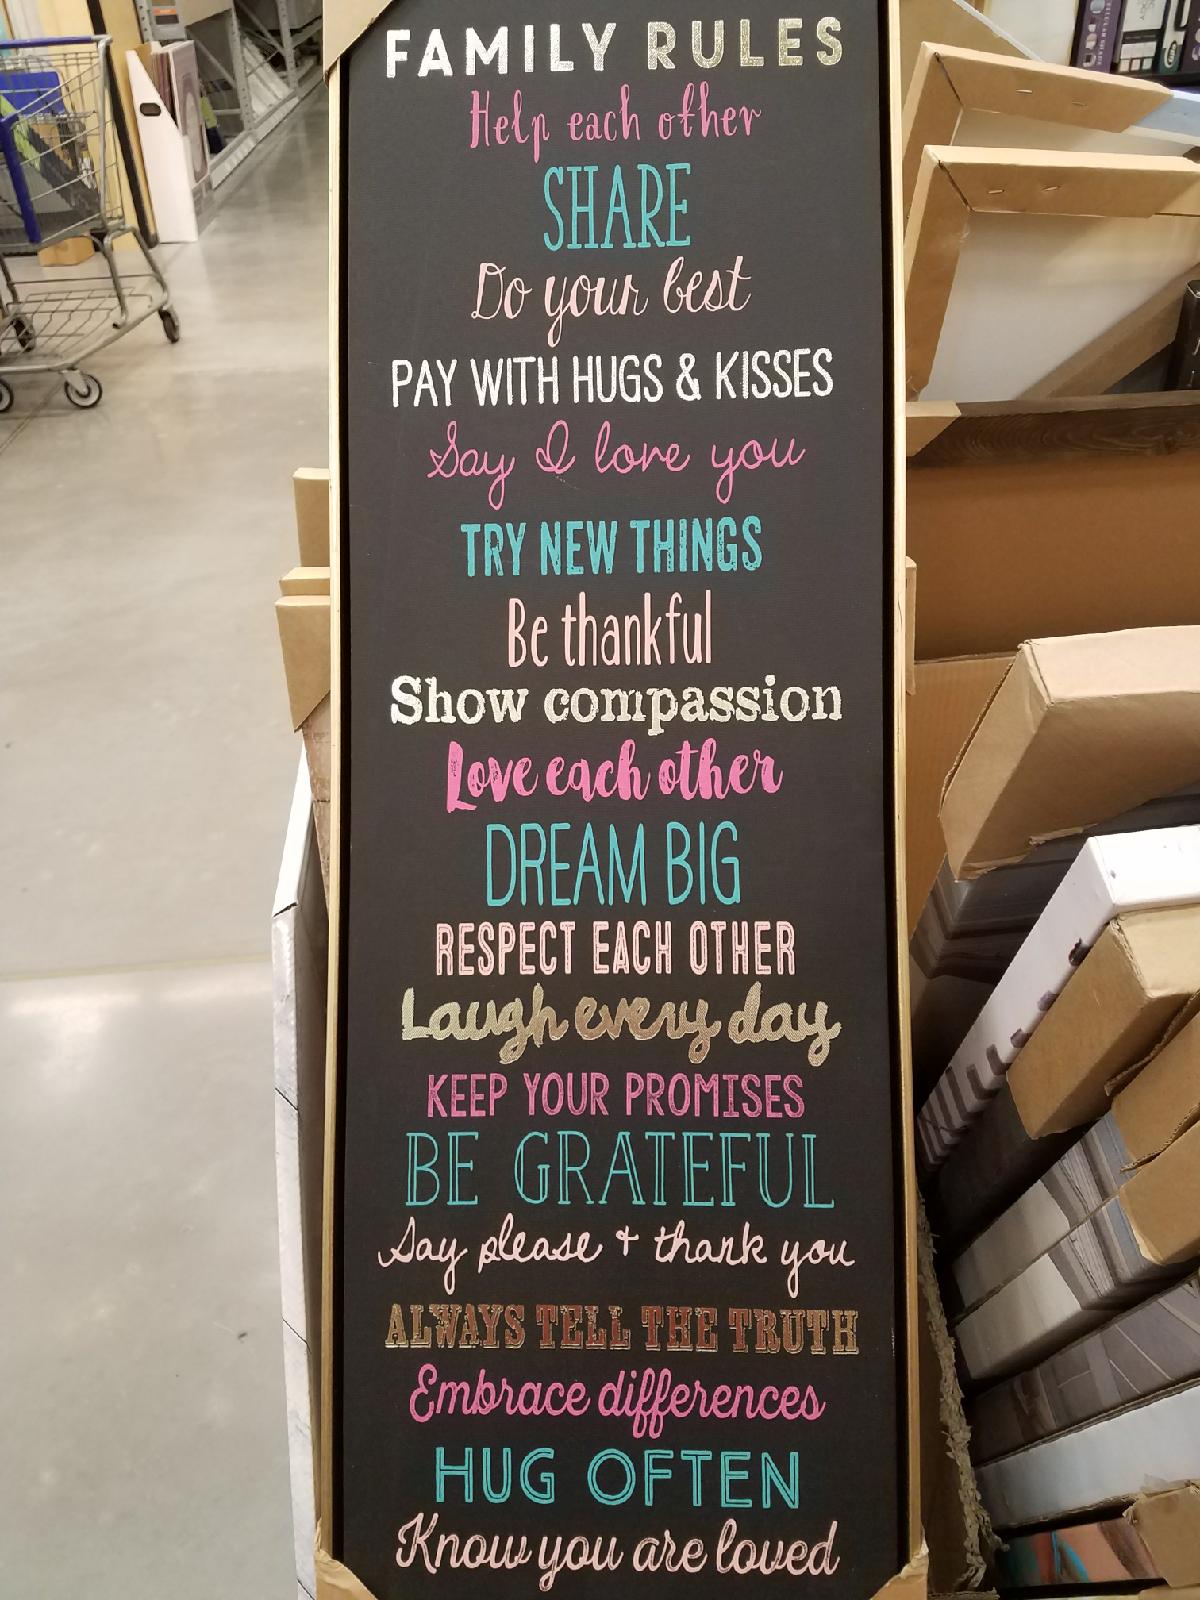 FAMILY RULES
Help each other
SHARE
Do your best
PAY WITH HUGS & KISSES
Say I love you
TRY NEW THINGS
Be thankful
Show compassion
Love each other
DREAM BIG
RESPECT EACH OTHER
Laugh every day
KEEP YOUR PROMISES
BE GRATEFUL
Say please + thank you
ALWAYS TELL THE TRUTH
Embrace differences
HUG OFTEN
Know you are loved